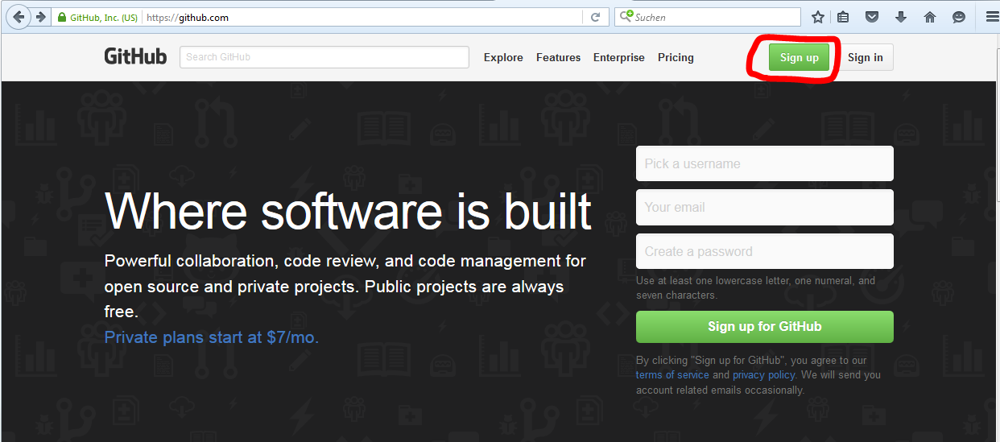 GitHub, Inc. (US) https://github.com Suchen
GitHub Search GitHub Explore Features Enterprise Pricing Sign up Sign in
Where software is built
Powerful collaboration, code review, and code management for
open source and private projects. Public projects are always
free.
Private plans start at $7/mo.
Pick a username
Your email
Create a password
Use at least one lowercase letter, one numeral, and
seven characters.
Sign up for GitHub
By clicking "Sign up for GitHub", you agree to our
terms of service and privacy policy. We will send you
account related emails occasionally.